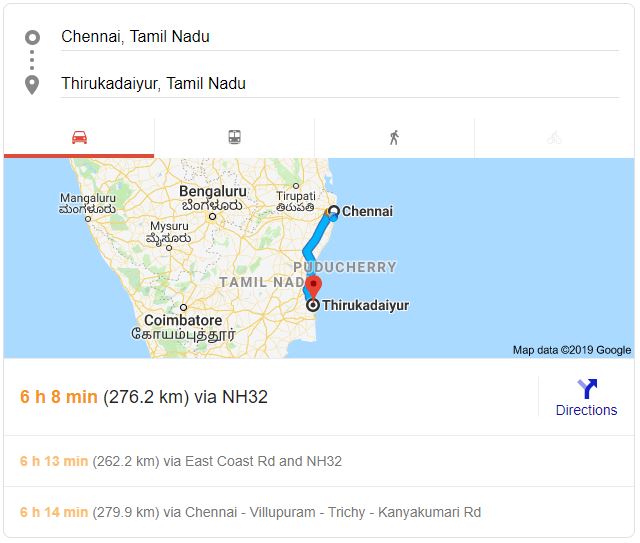 Chennai, Tamil Nadu
Thirukadaiyur, Tamil Nadu
Mangaluru
ಮಂಗಳೂರು
Bengaluru
ಬೆಂಗಳೂರು
Tirupati
తిరుపతి
Chennai
Mysuru
ಮೈಸೂರು
PUDUCHERRY
TAMIL NAD
Thirukadaiyur
Coimbatore
கோயம்புத்தூர்
Map data ©2019 Google
6 h 8 min (276.2 km) via NH32
Directions
6 h 13 min (262.2 km) via East Coast Rd and NH32
6 h 14 min (279.9 km) via Chennai - Villupuram - Trichy - Kanyakumari Rd